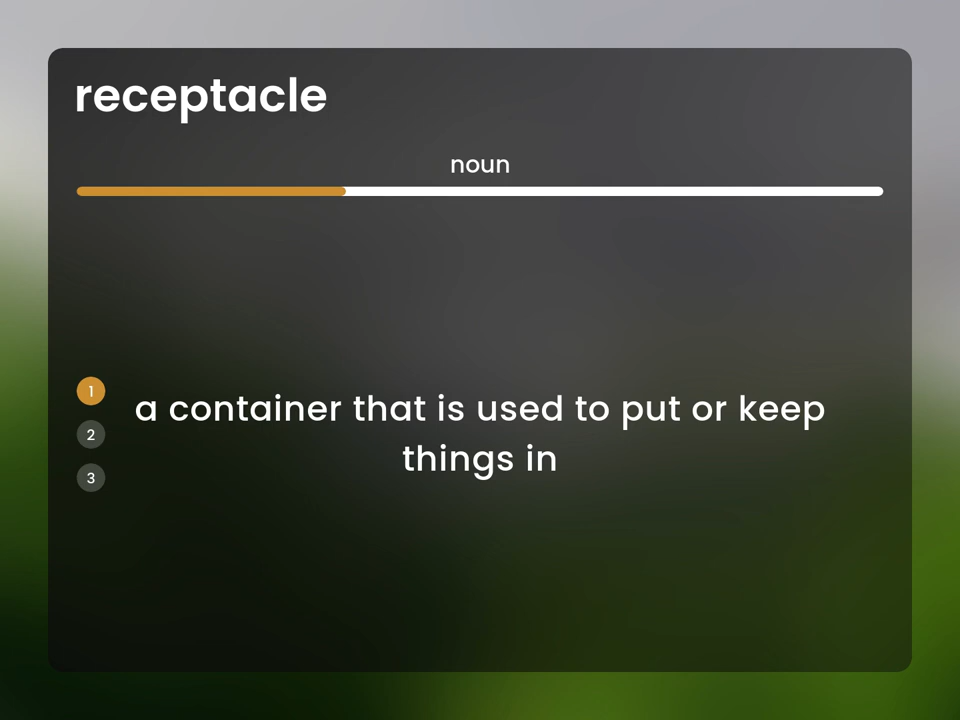 receptacle
noun
1
a container that is used to put or keep
things in
2
3